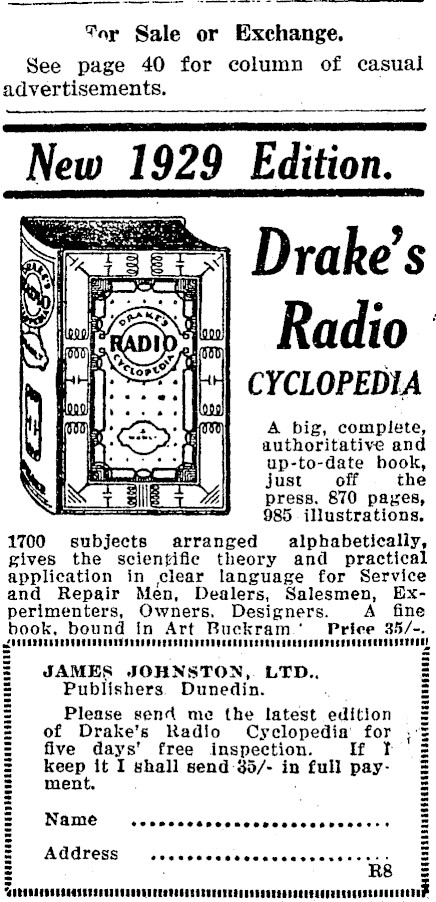 For Sale or Exchange.
See page 40 for column of casual
advertisements.
New 1929 Edition.
DRAKE'S
RADIO
CYCLOPEDIA
DRAKE'S
RADIO
CYCLOPEDIA
Drake's
Radio
CYCLOPEDIA
A big, complete,
authoritative and
up-to-date book,
just off the
press. 870 pages,
985 illustrations.
1700 subjects arranged alphabetically,
gives the scientific theory and practical
application in clear language for Service
and Repair Men, Dealers, Salesmen, Ex-
perimenters, Owners, Designers. A fine
book, bound in Art Buckram Price 35/-.
JAMES JOHNSTON, LTD.,
Publishers Dunedin.
Please send me the latest edition
of Drake's Radio Cyclopedia for
five days' free inspection. If I
keep it I shall send 35/- in full pay-
ment.
Name ..............................
Address ...........................
R8